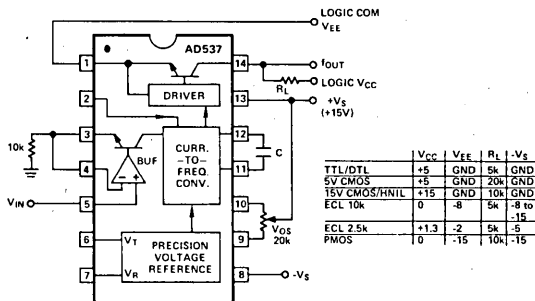 LOGIC COM
VEE
AD537
1
14
fOUT
RL
LOGIC VCC
DRIVER
2
13
+VS
(+15V)
10k
3
12
BUF
CURR.
–TO–
FREQ.
CONV.
C
4
11
– +
VIN
5
10
VOS
20k
6
VT
PRECISION
VOLTAGE
REFERENCE
9
7
VR
8
-VS
VCC VEE RL -VS
TTL/DTL +5 GND 5k GND
5V CMOS +5 GND 20k GND
15V CMOS/HNIL +15 GND 10k GND
ECL 10k 0 -8 5k -8 to
-15
ECL 2.5k +1.3 -2 5k -5
PMOS 0 -15 10k -15